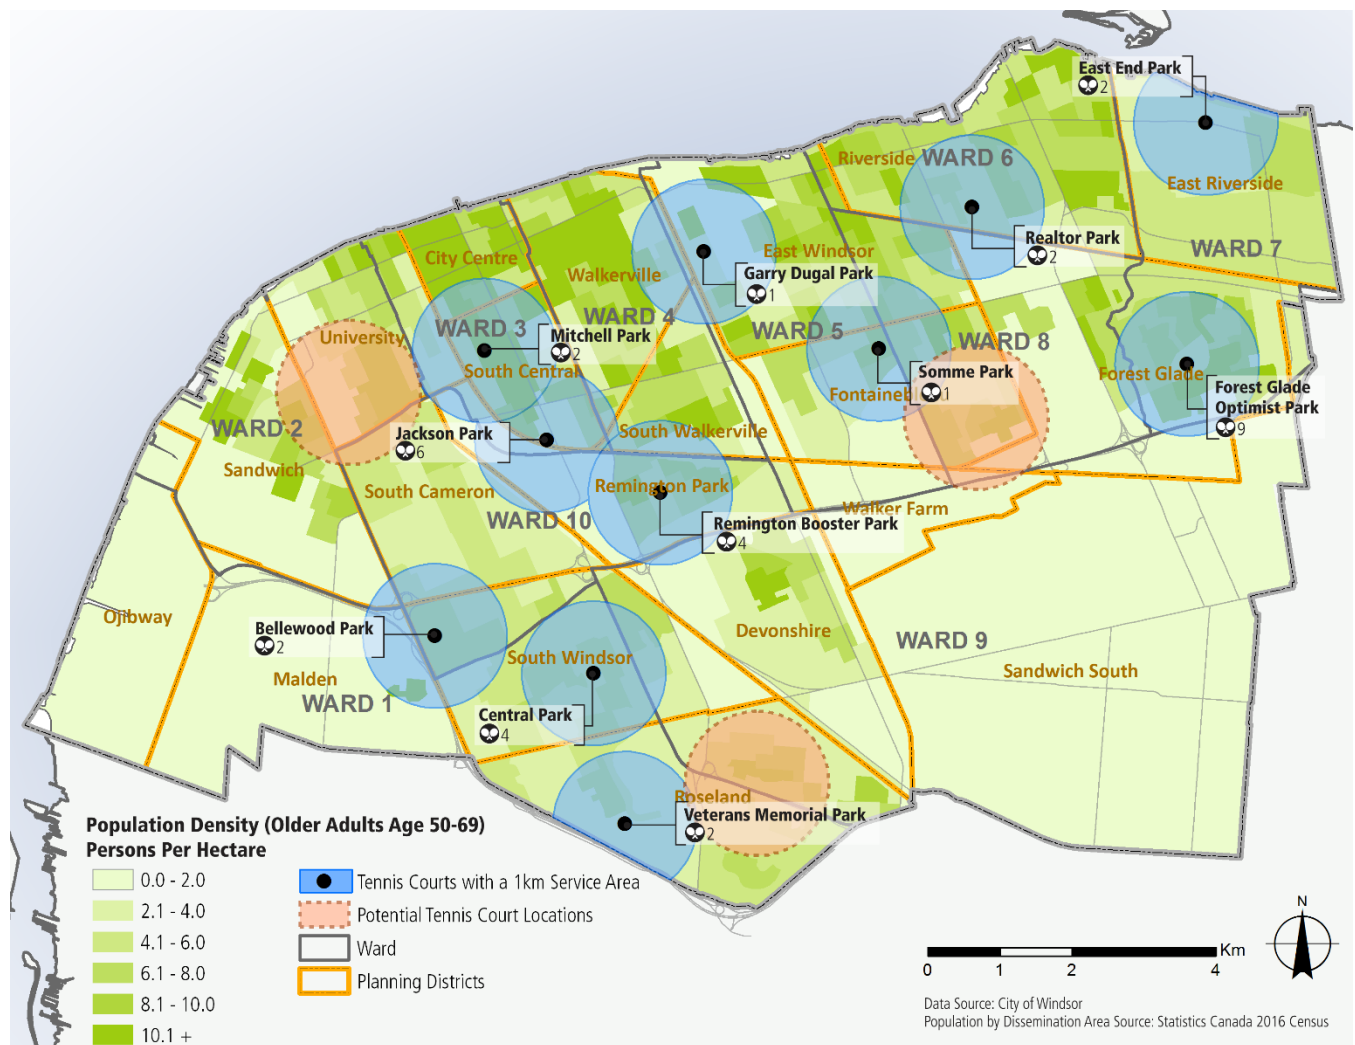 East End Park
2
Riverside
WARD 6
East Riverside
Realtor Park
2
WARD 7
City Centre
Walkerville
East Windsor
Garry Dugal Park
1
WARD 4
WARD 3
Mitchell Park
2
WARD 5
WARD 8
University
South Central
Somme Park
1
Forest Glade
Forest Glade
Optimist Park
9
WARD 2
Jackson Park
6
South Walkerville
Sandwich
South Cameron
Remington Park
WARD 10
Walker Farm
Remington Booster Park
4
Ojibway
Bellewood Park
2
Devonshire
WARD 9
South Windsor
Sandwich South
Malden
WARD 1
Central Park
4
Roseland
Veterans Memorial Park
2
Population Density (Older Adults Age 50-69)
Persons Per Hectare
0.0 - 2.0
2.1 - 4.0
4.1 - 6.0
6.1 - 8.0
8.1 - 10.0
10.1 +
Tennis Courts with a 1km Service Area
Potential Tennis Court Locations
Ward
Planning Districts
N
Km
0 1 2 4
Data Source: City of Windsor
Population by Dissemination Area Source: Statistics Canada 2016 Census